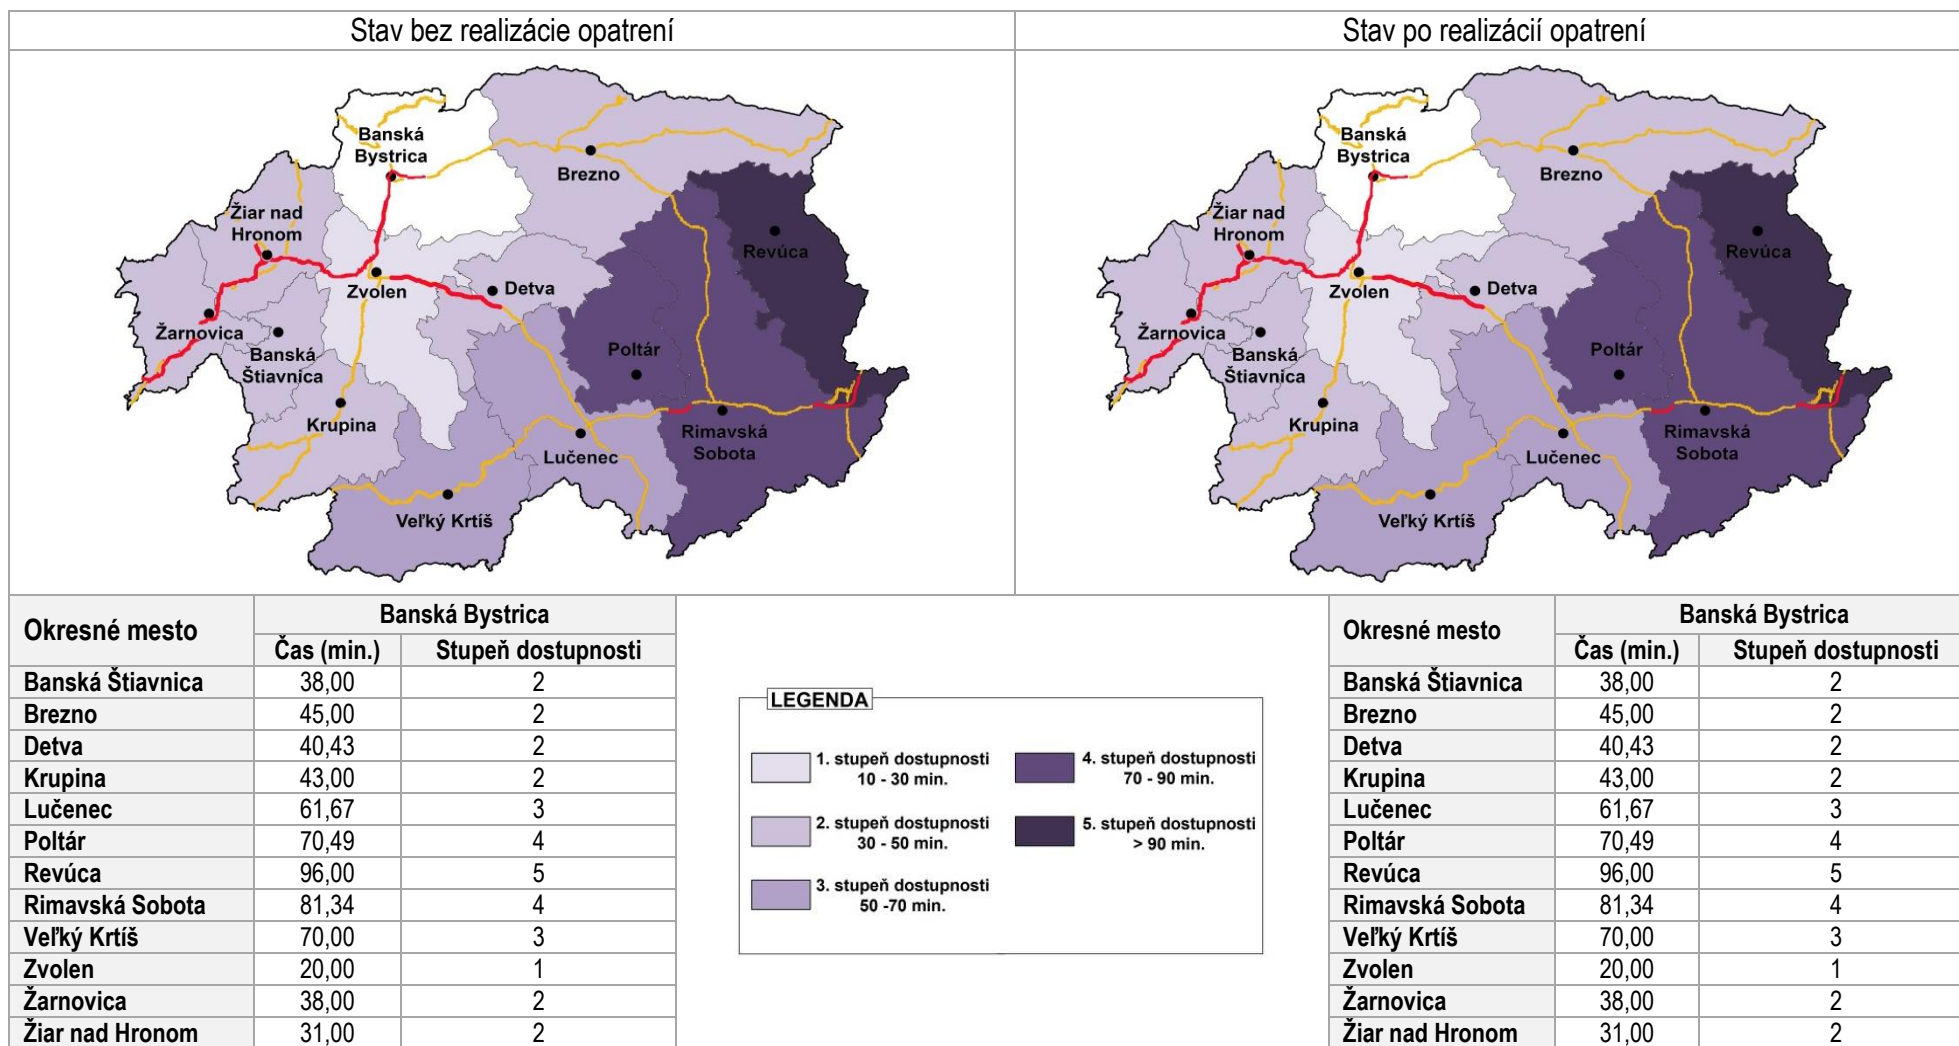 Stav bez realizácie opatrení
Stav po realizácií opatrení
Banská
Bystrica
Brezno
Žiar nad
Hronom
Revúca
Zvolen
Detva
Žarnovica
Banská
Štiavnica
Poltár
Krupina
Rimavská
Sobota
Lučenec
Veľký Krtíš
Banská
Bystrica
Brezno
Žiar nad
Hronom
Revúca
Zvolen
Detva
Žarnovica
Banská
Štiavnica
Poltár
Krupina
Rimavská
Sobota
Lučenec
Veľký Krtíš
Okresné mesto Banská Bystrica
Čas (min.) Stupeň dostupnosti
Banská Štiavnica 38,00 2
Brezno 45,00 2
Detva 40,43 2
Krupina 43,00 2
Lučenec 61,67 3
Poltár 70,49 4
Revúca 96,00 5
Rimavská Sobota 81,34 4
Veľký Krtíš 70,00 3
Zvolen 20,00 1
Žarnovica 38,00 2
Žiar nad Hronom 31,00 2
LEGENDA
1. stupeň dostupnosti
10 - 30 min.
2. stupeň dostupnosti
30 - 50 min.
3. stupeň dostupnosti
50 -70 min.
4. stupeň dostupnosti
70 - 90 min.
5. stupeň dostupnosti
> 90 min.
Okresné mesto Banská Bystrica
Čas (min.) Stupeň dostupnosti
Banská Štiavnica 38,00 2
Brezno 45,00 2
Detva 40,43 2
Krupina 43,00 2
Lučenec 61,67 3
Poltár 70,49 4
Revúca 96,00 5
Rimavská Sobota 81,34 4
Veľký Krtíš 70,00 3
Zvolen 20,00 1
Žarnovica 38,00 2
Žiar nad Hronom 31,00 2